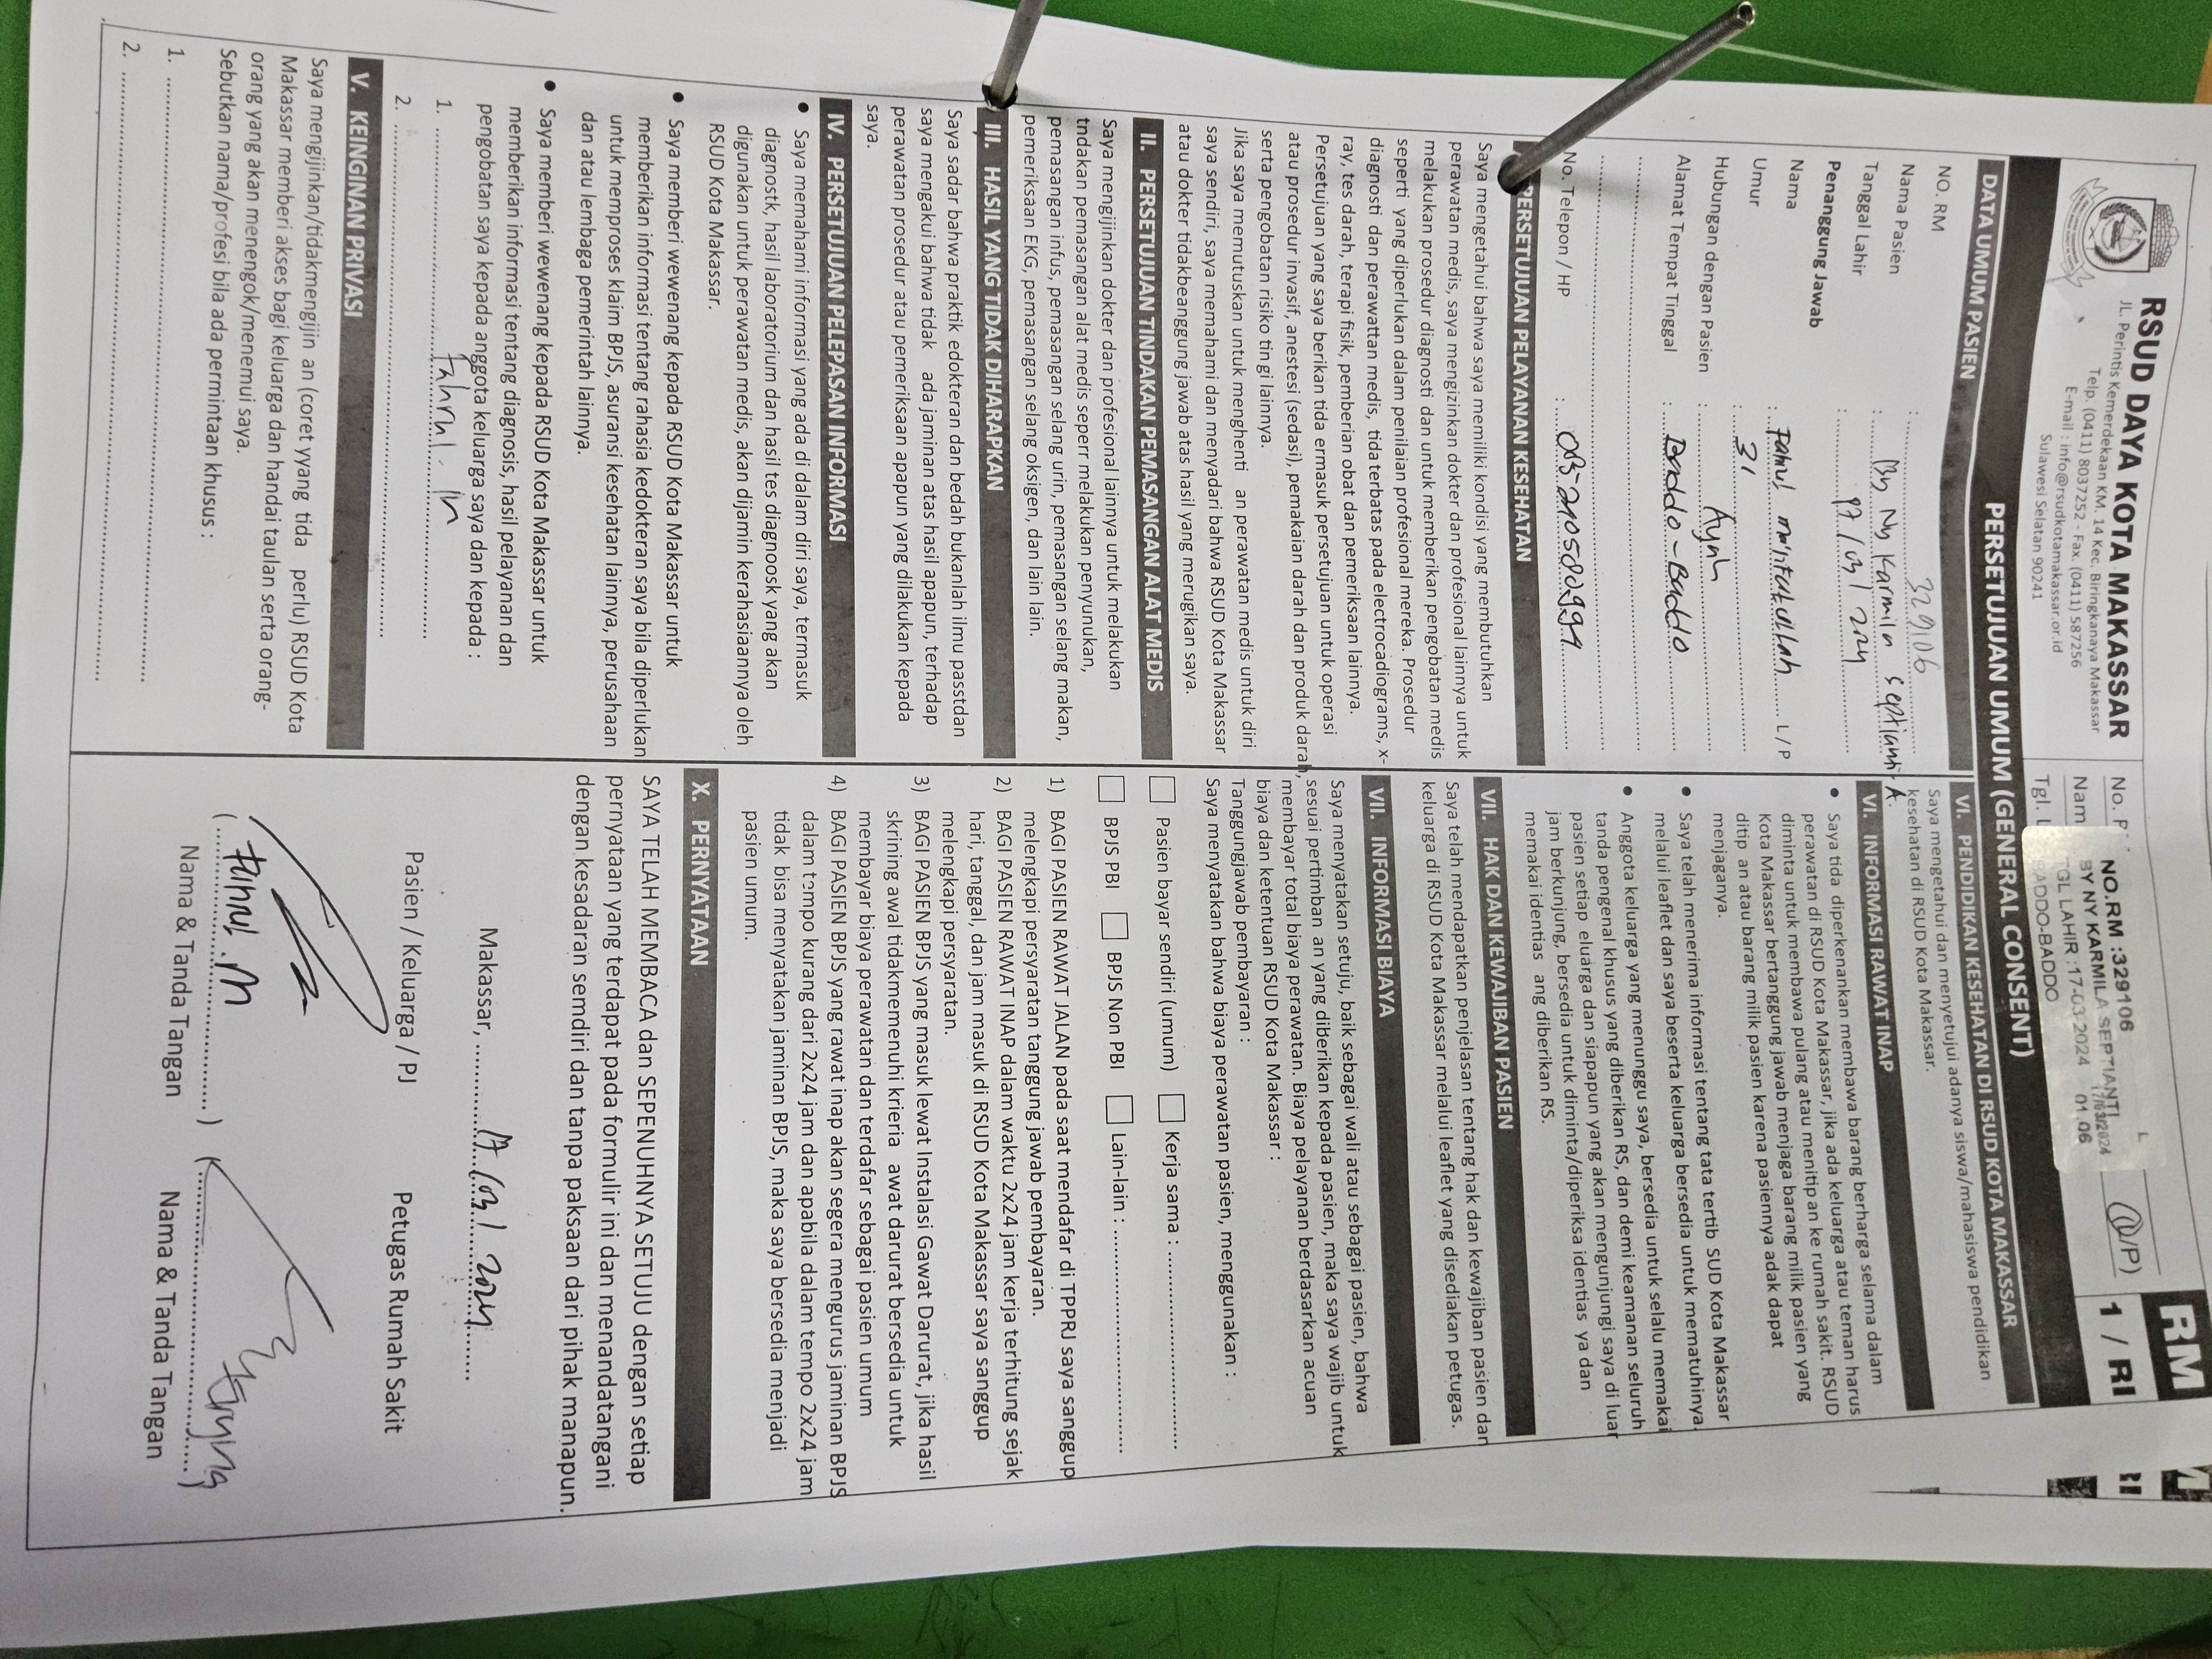 RSUD DAYA KOTA MAKASSAR
JL. Perintis Kemerdekaan KM. 14 Kec. Biringkanaya Makassar
Telp. (0411) 8037252 - Fax. (0411) 587256
E-mail : info@rsudkotamakassar.or.id
Sulawesi Selatan 90241
No. P
Nam
Tgl. L
NO.RM :329106
BY NY KARMILA SEPTIANTI
TGL LAHIR :17-03-2024 01.06
BADDO-BADDO
L
(L/P)
RM
1 / RI
PERSETUJUAN UMUM (GENERAL CONSENT)
DATA UMUM PASIEN
NO. RM : 329106
Nama Pasien : By Ny Karmila Septianti A.
Tanggal Lahir : 17/03/2024
Penanggung Jawab
Nama : L / P
Umur : 31
Hubungan dengan Pasien : Ayah
Alamat Tempat Tinggal : Baddo-Baddo
No. Telepon / HP :
PERSETUJUAN PELAYANAN KESEHATAN
Saya mengetahui bahwa saya memiliki kondisi yang membutuhkan
perawatan medis, saya mengizinkan dokter dan profesional lainnya untuk
melakukan prosedur diagnosti dan untuk memberikan pengobatan medis
seperti yang diperlukan dalam penilaian profesional mereka. Prosedur
diagnosti dan perawattan medis, tida terbatas pada electrocadiograms, x-
ray, tes darah, terapi fisik, pemberian obat dan pemeriksaan lainnya.
Persetujuan yang saya berikan tida ermasuk persetujuan untuk operasi
atau prosedur invasif, anestesi (sedasi), pemakaian darah dan produk darah,
serta pengobatan risiko tin gi lainnya.
Jika saya memutuskan untuk menghenti an perawatan medis untuk diri
saya sendiri, saya memahami dan menyadari bahwa RSUD Kota Makassar
atau dokter tidakbeanggung jawab atas hasil yang merugikan saya.
II. PERSETUJUAN TINDAKAN PEMASANGAN ALAT MEDIS
Saya mengijinkan dokter dan profesional lainnya untuk melakukan
tndakan pemasangan alat medis seperr melakukan penyunukan,
pemasangan infus, pemasangan selang urin, pemasangan selang makan,
pemeriksaan EKG, pemasangan selang oksigen, dan lain lain.
III. HASIL YANG TIDAK DIHARAPKAN
Saya sadar bahwa praktik edokteran dan bedah bukanlah ilmu passtdan
saya mengakui bahwa tidak ada jaminan atas hasil apapun, terhadap
perawatan prosedur atau pemeriksaan apapun yang dilakukan kepada
saya.
IV. PERSETUJUAN PELEPASAN INFORMASI
• Saya memahami informasi yang ada di dalam diri saya, termasuk
diagnostk, hasil laboratorium dan hasil tes diagnoosk yang akan
digunakan untuk perawatan medis, akan dijamin kerahasiaannya oleh
RSUD Kota Makassar.
• Saya memberi wewenang kepada RSUD Kota Makassar untuk
memberikan informasi tentang rahasia kedokteran saya bila diperlukan
untuk memproses klaim BPJS, asuransi kesehatan lainnya, perusahaan
dan atau lembaga pemerintah lainnya.
• Saya memberi wewenang kepada RSUD Kota Makassar untuk
memberikan informasi tentang diagnosis, hasil pelayanan dan
pengobatan saya kepada anggota keluarga saya dan kepada :
1. Fahrul. m
2.
V. KENGINAN PRIVASI
Saya mengijinkan/tidakmengijin an (coret yyang tida perlu) RSUD Kota
Makassar memberi akses bagi keluarga dan handai taulan serta orang-
orang yang akan menengok/menemui saya.
Sebutkan nama/profesi bila ada permintaan khusus :
1.
2.
VI. PENDIDIKAN KESEHATAN DI RSUD KOTA MAKASSAR
Saya mengetahui dan menyetujui adanya siswa/mahasiswa pendidikan
kesehatan di RSUD Kota Makassar.
VI. INFORMASI RAWAT INAP
• Saya tida diperkenankan membawa barang berharga selama dalam
perawatan di RSUD Kota Makassar, jika ada keluarga atau teman harus
diminta untuk membawa pulang atau menitip an ke rumah sakit. RSUD
Kota Makassar bertanggung jawab menjaga barang milik pasien yang
ditip an atau barang milik pasien karena pasiennya adak dapat
menjaganya.
• Saya telah menerima informasi tentang tata tertib SUD Kota Makassar
melalui leaflet dan saya beserta keluarga bersedia untuk mematuhinya.
• Anggota keluarga yang menunggu saya, bersedia untuk selalu memakai
tanda pengenal khusus yang diberikan RS, dan demi keamanan seluruh
pasien setiap eluarga dan siapapun yang akan mengunjungi saya di luar
jam berkunjung, bersedia untuk diminta/diperiksa identias ya dan
memakai identias ang diberikan RS.
VII. HAK DAN KEWAJIBAN PASIEN
Saya telah mendapatkan penjelasan tentang hak dan kewajiban pasien dan
keluarga di RSUD Kota Makassar melalui leaflet yang disediakan petugas.
VII. INFORMASI BIAYA
Saya menyatakan setuju, baik sebagai wali atau sebagai pasien, bahwa
sesuai pertimban an yang diberikan kepada pasien, maka saya wajib untuk
membayar total biaya perawatan. Biaya pelayanan berdasarkan acuan
biaya dan ketentuan RSUD Kota Makassar :
Tanggungjawab pembayaran :
Saya menyatakan bahwa biaya perawatan pasien, menggunakan :
Pasien bayar sendiri (umum) Kerja sama :
BPJS PBI BPJS Non PBI Lain-lain :
1) BAGI PASIEN RAWAT JALAN pada saat mendafar di TPPRJ saya sanggup
melengkapi persyaratan tanggung jawab pembayaran.
2) BAGI PASIEN RAWAT INAP dalam waktu 2x24 jam kerja terhitung sejak
hari, tanggal, dan jam masuk di RSUD Kota Makassar saya sanggup
melengkapi persyaratan.
3) BAGI PASIEN BPJS yang masuk lewat Instalasi Gawat Darurat, jika hasil
skrining awal tidakmemenuhi krieria awat darurat bersedia untuk
membayar biaya perawatan dan terdafar sebagai pasien umum
4) BAGI PASIEN BPJS yang rawat inap akan segera mengurus jaminan BPJS
dalam tempo kurang dari 2x24 jam dan apabila dalam tempo 2x24 jam
tidak bisa menyatakan jaminan BPJS, maka saya bersedia menjadi
pasien umum.
X. PERNYATAAN
SAYA TELAH MEMBACA dan SEPENUHNYA SETUJU dengan setiap
pernyataan yang terdapat pada formulir ini dan menandatangani
dengan kesadaran semdiri dan tanpa paksaan dari pihak manapun.
Makassar, 17/03/2024
Pasien / Keluarga / PJ Petugas Rumah Sakit
(Fahrul. M)
Nama & Tanda Tangan Nama & Tanda Tangan